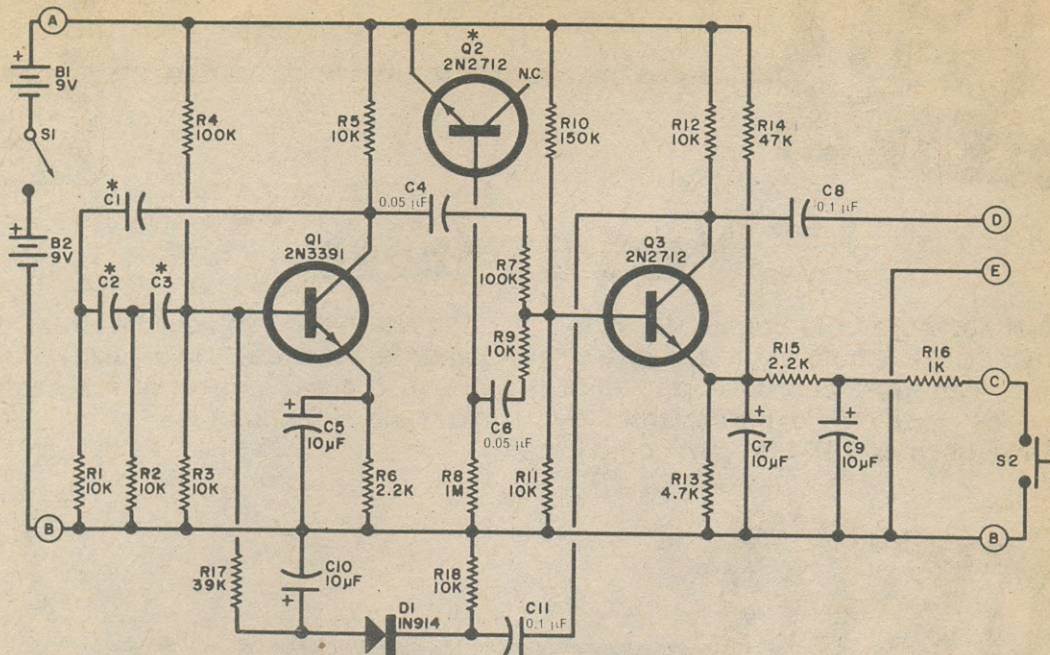 A
B1
9V
S1
B2
9V
*
C1
*
C2
*
C3
R4
100K
R5
10K
*
Q2
2N2712
N.C.
R10
150K
R12
10K
R14
47K
C4
0.05 µF
C8
0.1 µF
D
Q1
2N3391
R7
100K
Q3
2N2712
E
R9
10K
R15
2.2K
R16
1K
C
C5
10µF
C6
0.05 µF
C7
10µF
C9
10µF
S2
R1
10K
R2
10K
R3
10K
R6
2.2K
R8
1M
R11
10K
R13
4.7K
B
B
R17
39K
C10
10µF
R18
10K
D1
1N914
C11
0.1 µF
+
+
+
+
+
+